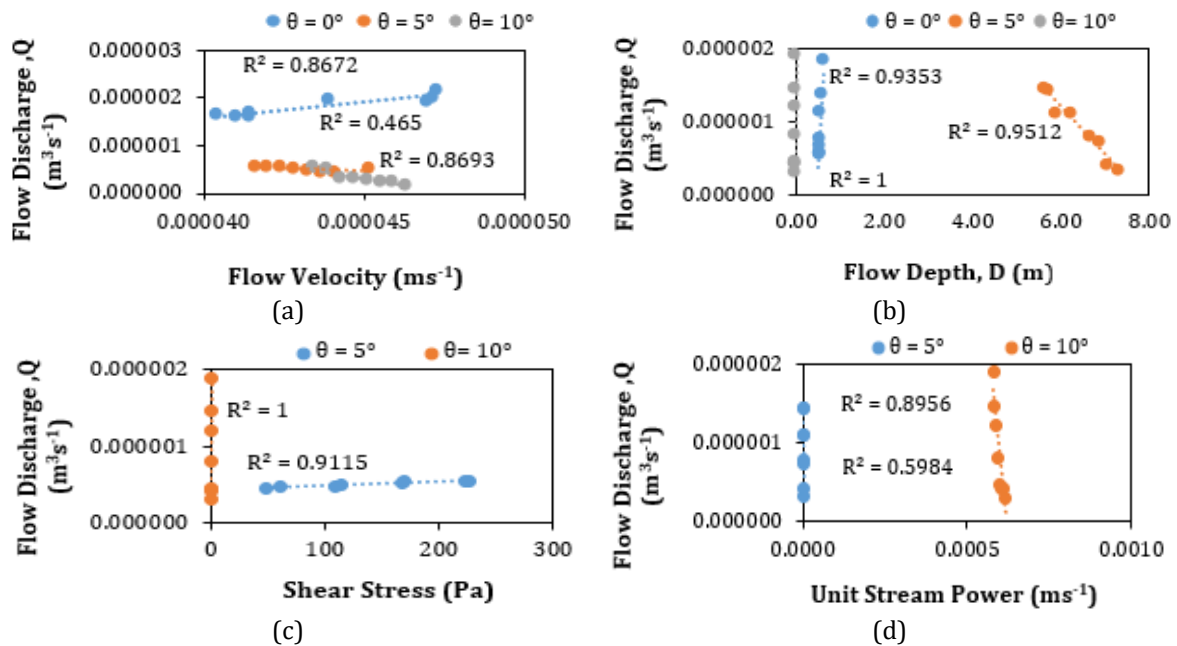 θ = 0° θ = 5° θ = 10°
Flow Discharge ,Q
(m³s⁻¹)
0.000003
0.000002
0.000001
0.000000
R² = 0.8672
R² = 0.465
R² = 0.8693
0.000040 0.000045 0.000050
Flow Velocity (ms⁻¹)
(a)
θ = 0° θ = 5° θ = 10°
Flow Discharge ,Q
(m³s⁻¹)
0.000002
0.000001
0.000000
R² = 0.9353
R² = 0.9512
R² = 1
0.00 2.00 4.00 6.00 8.00
Flow Depth, D (m)
(b)
θ = 5° θ= 10°
Flow Discharge ,Q
(m³s⁻¹)
0.000002
0.000001
0.000000
R² = 1
R² = 0.9115
0 100 200 300
Shear Stress (Pa)
(c)
θ = 5° θ = 10°
Flow Discharge ,Q
(m³s⁻¹)
0.000002
0.000001
0.000000
R² = 0.8956
R² = 0.5984
0.0000 0.0005 0.0010
Unit Stream Power (ms⁻¹)
(d)